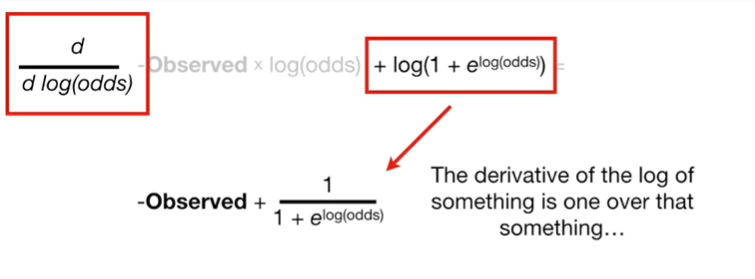 d
d log(odds)
-Observed × log(odds) + log(1 + e^log(odds)) =
-Observed + 1
1 + e^log(odds)
The derivative of the log of
something is one over that
something…